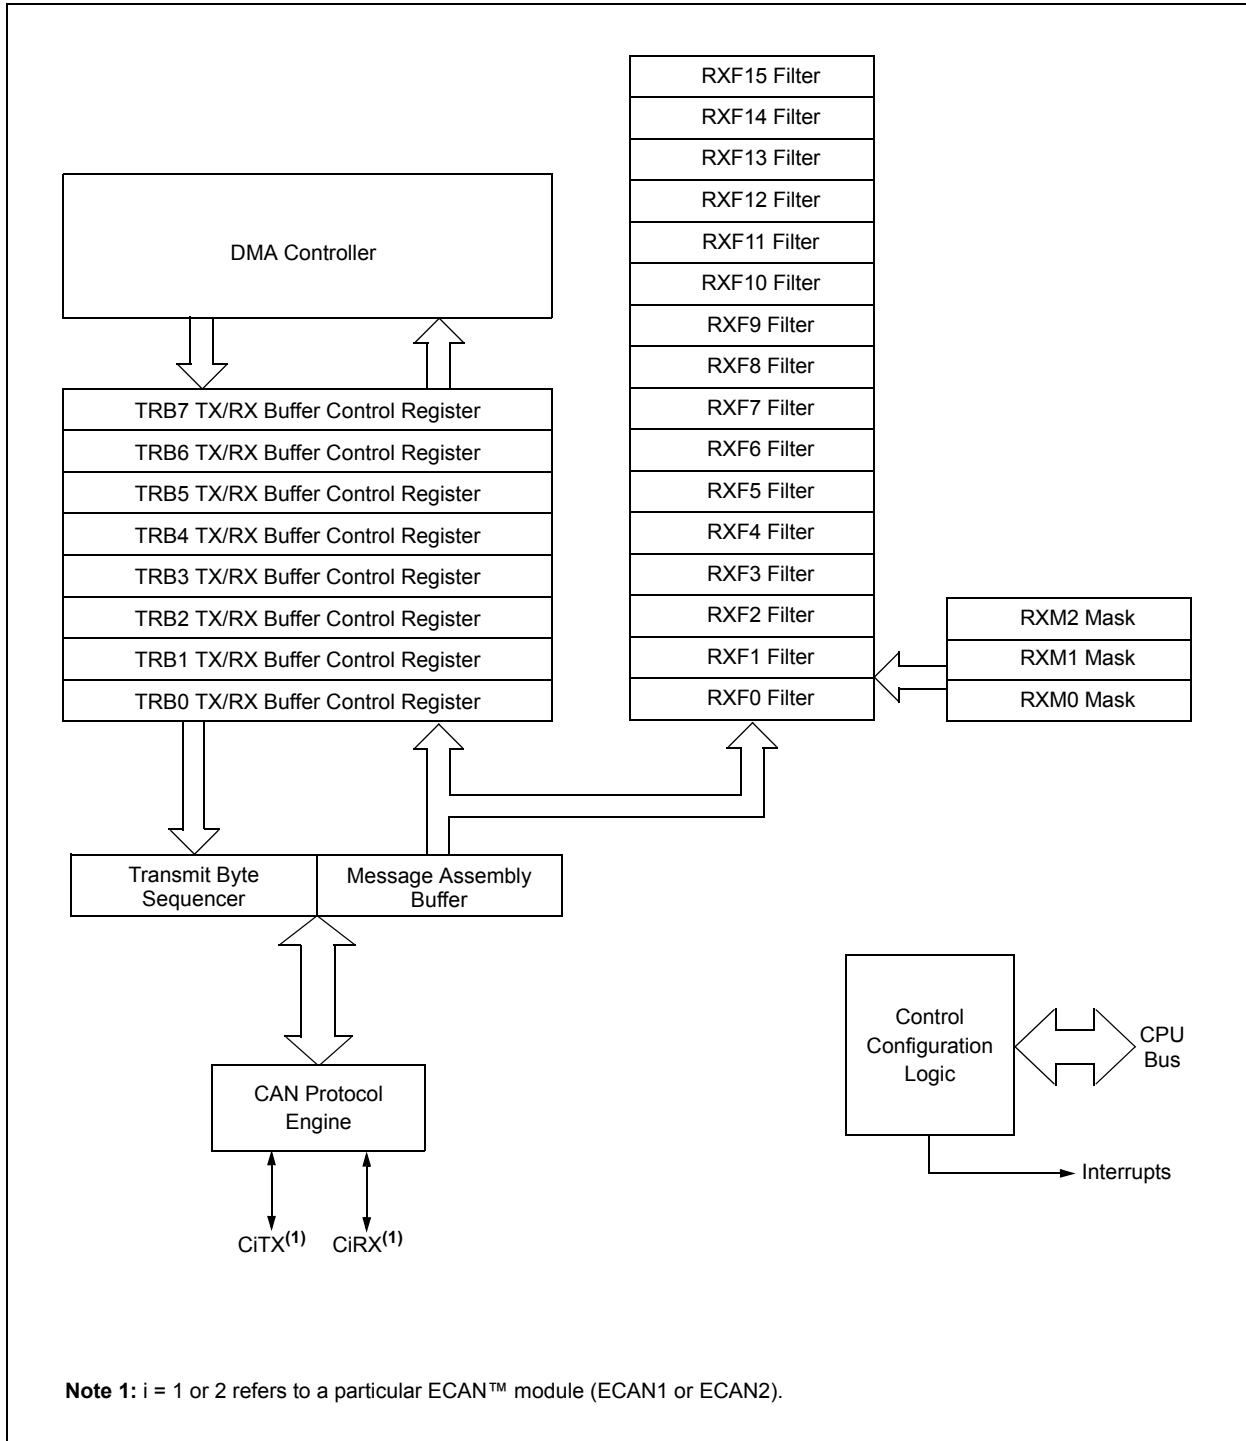 DMA Controller
TRB7 TX/RX Buffer Control Register
TRB6 TX/RX Buffer Control Register
TRB5 TX/RX Buffer Control Register
TRB4 TX/RX Buffer Control Register
TRB3 TX/RX Buffer Control Register
TRB2 TX/RX Buffer Control Register
TRB1 TX/RX Buffer Control Register
TRB0 TX/RX Buffer Control Register
RXF15 Filter
RXF14 Filter
RXF13 Filter
RXF12 Filter
RXF11 Filter
RXF10 Filter
RXF9 Filter
RXF8 Filter
RXF7 Filter
RXF6 Filter
RXF5 Filter
RXF4 Filter
RXF3 Filter
RXF2 Filter
RXF1 Filter
RXF0 Filter
RXM2 Mask
RXM1 Mask
RXM0 Mask
Transmit Byte
Sequencer
Message Assembly
Buffer
CAN Protocol
Engine
CiTX(1)
CiRX(1)
Control
Configuration
Logic
CPU
Bus
Interrupts
Note 1: i = 1 or 2 refers to a particular ECAN™ module (ECAN1 or ECAN2).